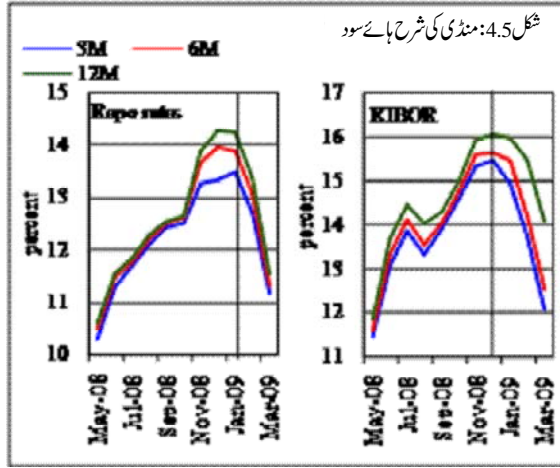 شکل4.5: منڈی کی شرح ہائے سود
3M
6M
12M
Repo rates
percent
15
14
13
12
11
10
May-08
Jul-08
Sep-08
Nov-08
Jan-09
Mar-09
KIBOR
percent
17
16
15
14
13
12
11
May-08
Jul-08
Sep-08
Nov-08
Jan-09
Mar-09